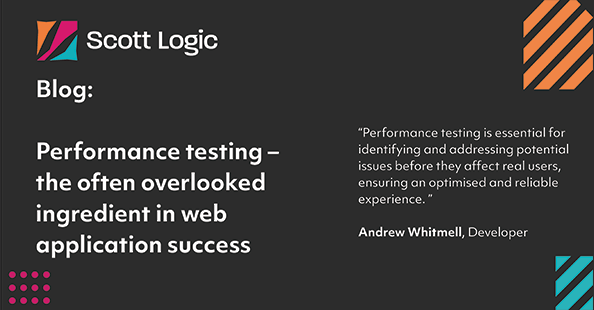 Scott Logic
Blog:
Performance testing –
the often overlooked
ingredient in web
application success
“Performance testing is essential for
identifying and addressing potential
issues before they affect real users,
ensuring an optimised and reliable
experience. ”
Andrew Whitmell, Developer